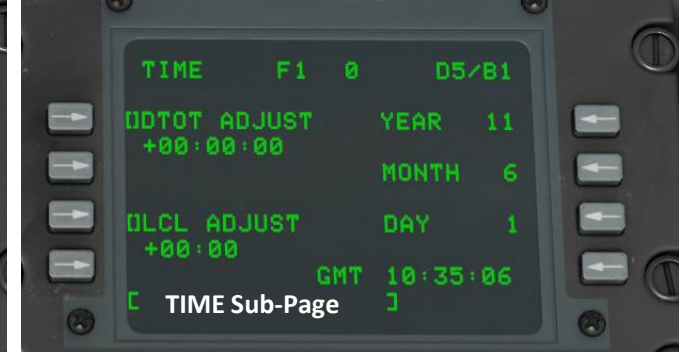 TIME F1 0 D5/B1
[]DTOT ADJUST YEAR 11
+00:00:00
MONTH 6
[]LCL ADJUST DAY 1
+00:00
GMT 10:35:06
[ TIME Sub-Page ]